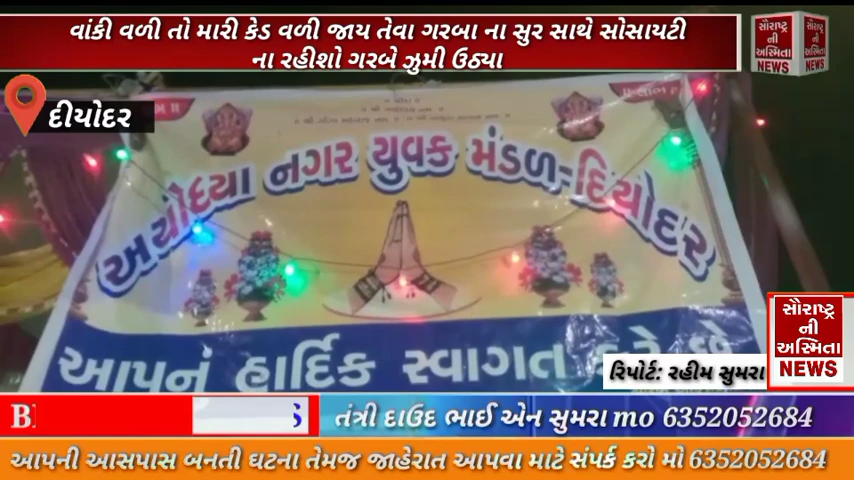 વાંકી વળી તો મારી કેડ વળી જાય તેવા ગરબા ના સુર સાથે સોસાયટી
ના રહીશો ગરબે ઝુમી ઉઠ્યા
સૌરાષ્ટ્ર
ની
અસ્મિતા
NEWS
દીયોદર
અયોધ્યા નગર યુવક મંડળ-દિયોદર
આપનું હાર્દિક સ્વાગત કરે છે
સૌરાષ્ટ્ર
ની
અસ્મિતા
NEWS
રિપોર્ટ: રહીમ સુમરા
તંત્રી દાઉદ ભાઈ એન સુમરા mo 6352052684
આપની આસપાસ બનતી ઘટના તેમજ જાહેરાત આપવા માટે સંપર્ક કરો મો 6352052684